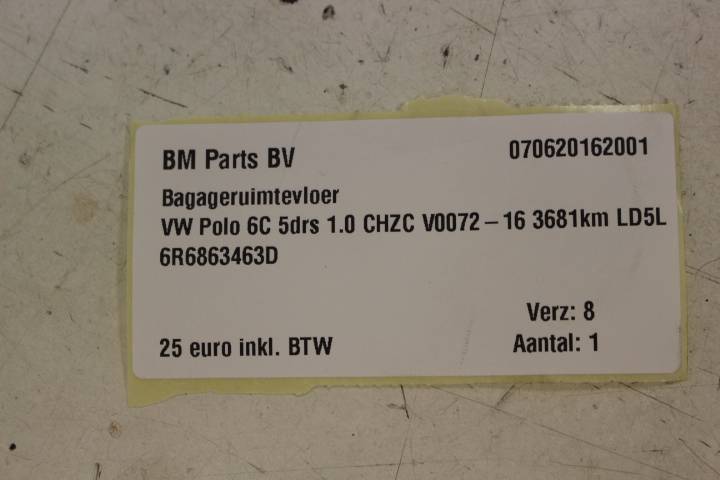 BM Parts BV 070620162001
Bagageruimtevloer
VW Polo 6C 5drs 1.0 CHZC V0072 – 16 3681km LD5L
6R6863463D
Verz: 8
25 euro inkl. BTW Aantal: 1